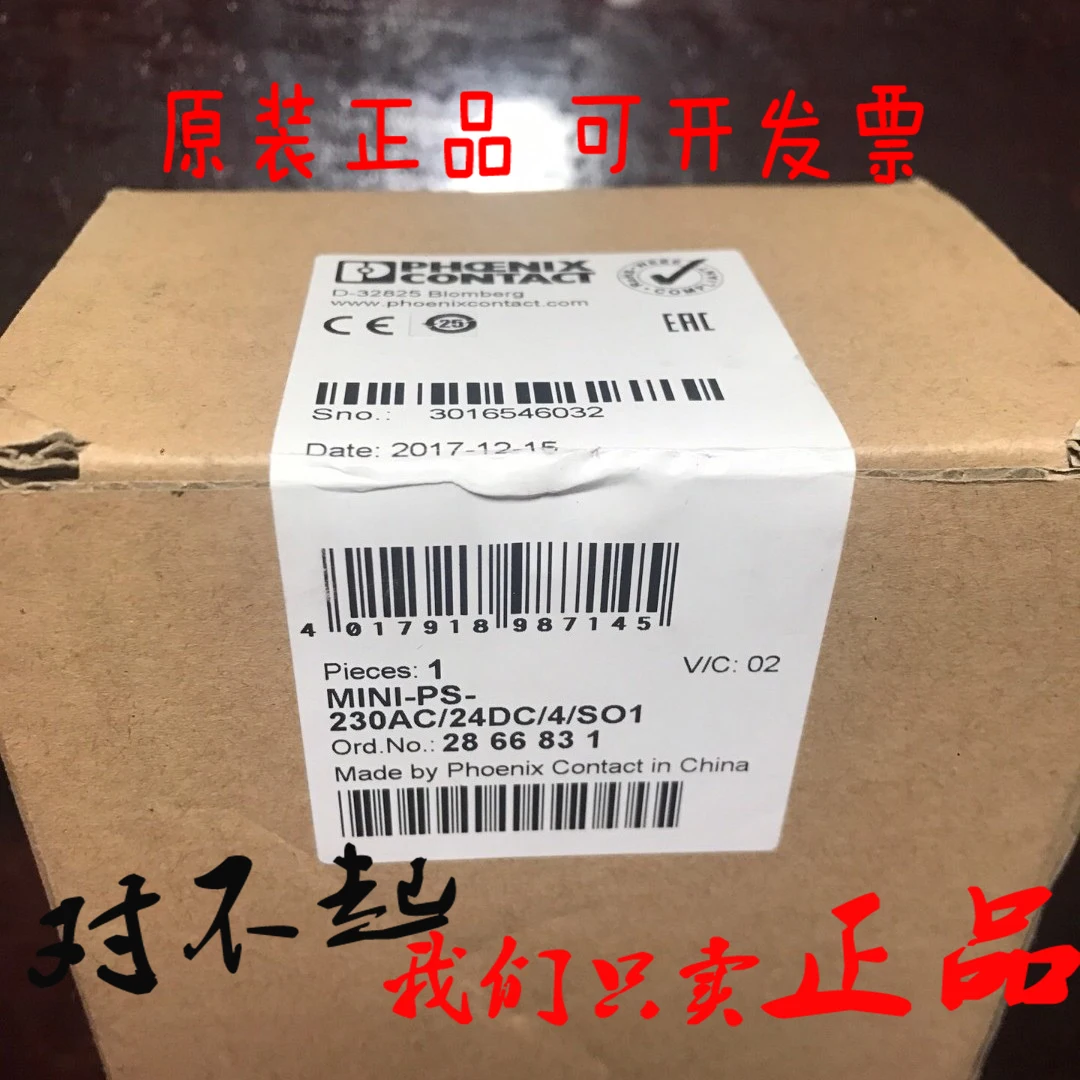 原装正品 可开发票
PHŒNIX
CONTACT
D-32825 Blomberg
www.phoenixcontact.com
CE 25 EAC
Sno.: 3016546032
Date: 2017-12-15
4 017918 987145
Pieces: 1 V/C: 02
MINI-PS-
230AC/24DC/4/SO1
Ord.No.: 28 66 83 1
Made by Phoenix Contact in China
对不起
我们只卖正品